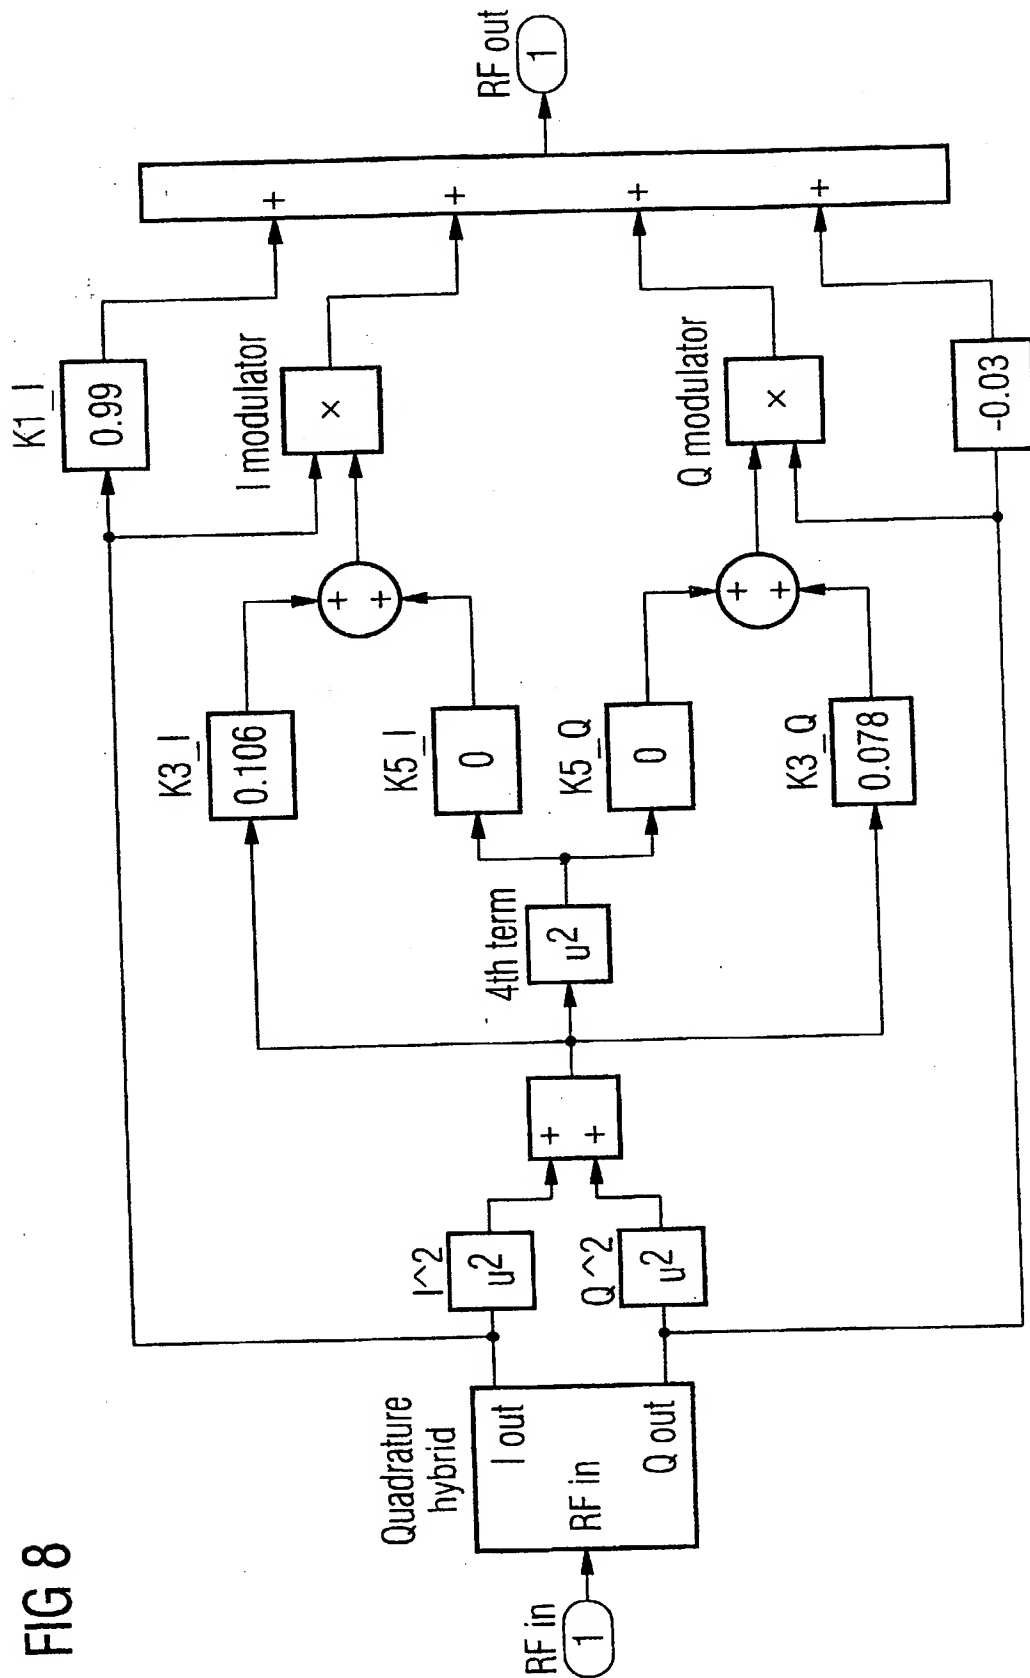 FIG 8
RF in
1
Quadrature
hybrid
RF in
I out
Q out
I^2
u²
Q^2
u²
+
+
4th term
u²
K3_I
0.106
K5_I
0
K5_Q
0
K3_Q
0.078
+
+
+
+
K1_I
0.99
I modulator
×
Q modulator
×
-0.03
+
+
+
+
RF out
1